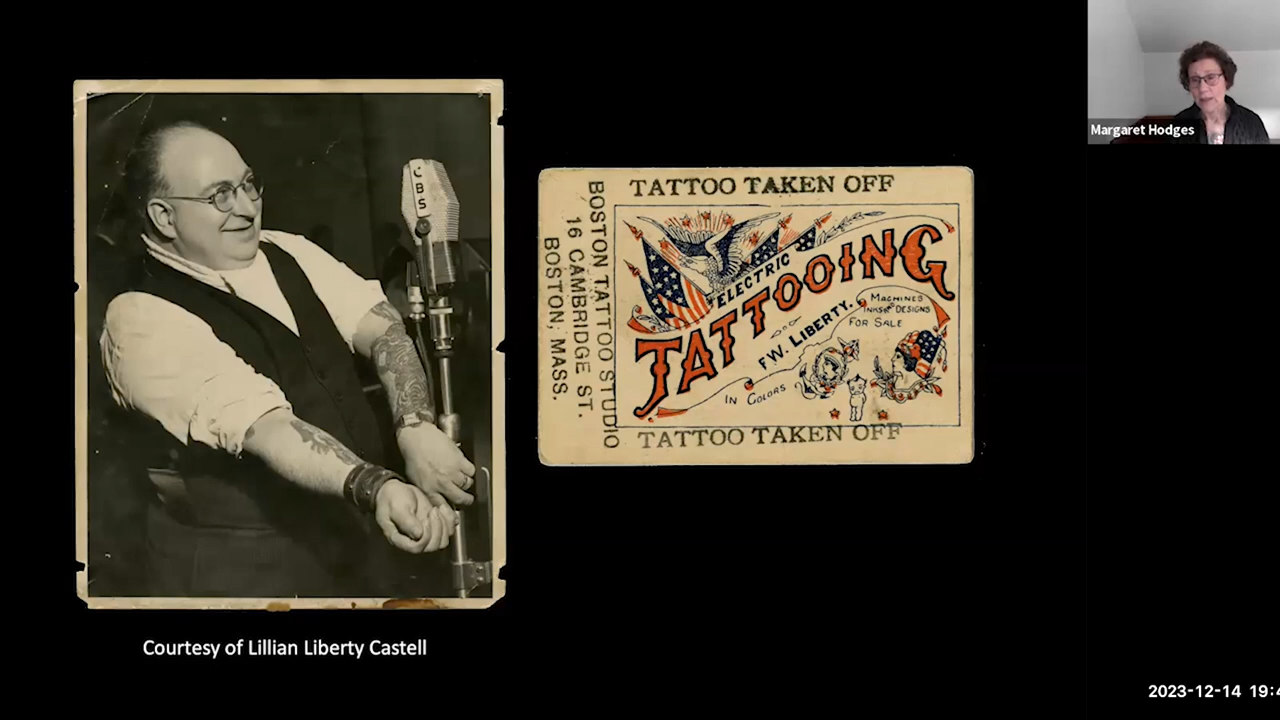 CBS
Courtesy of Lillian Liberty Castell
BOSTON TATTOO STUDIO
16 CAMBRIDGE ST.
BOSTON, MASS.
TATTOO TAKEN OFF
ELECTRIC
TATTOOING
FW. LIBERTY.
MACHINES
INKS & DESIGNS
FOR SALE
IN COLORS
TATTOO TAKEN OFF
Margaret Hodges
2023-12-14 19:4